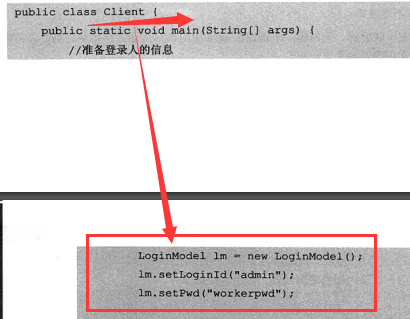 public class Client {
public static void main(String[] args) {
//准备登录人的信息
LoginModel lm = new LoginModel();
lm.setLoginId("admin");
lm.setPwd("workerpwd");